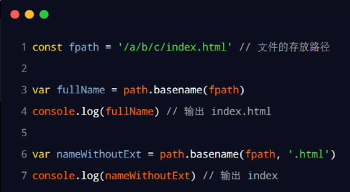 1 const fpath = '/a/b/c/index.html' // 文件的存放路径
2
3 var fullName = path.basename(fpath)
4 console.log(fullName) // 输出 index.html
5
6 var nameWithoutExt = path.basename(fpath, '.html')
7 console.log(nameWithoutExt) // 输出 index